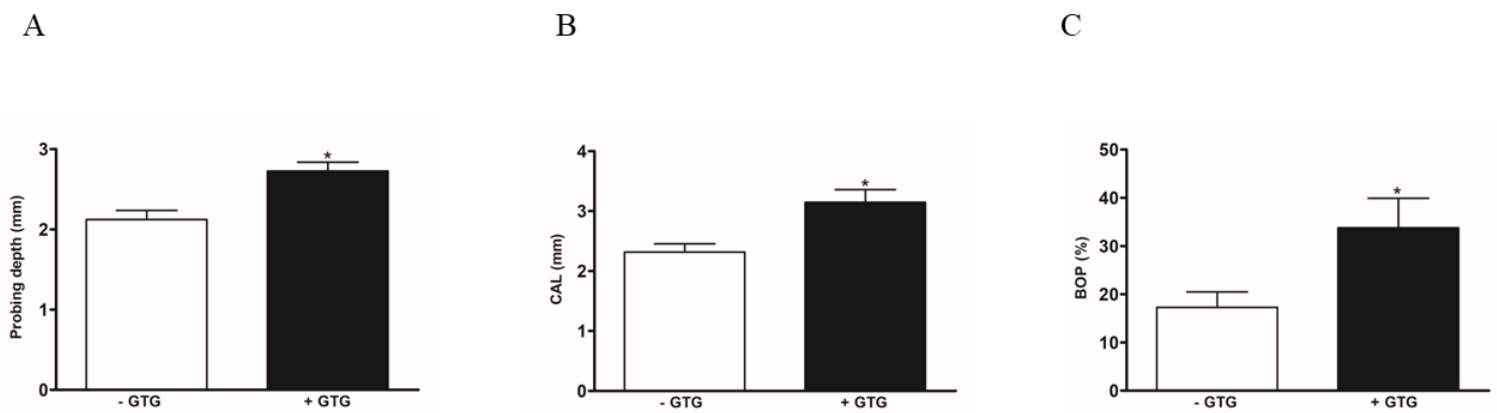 A
B
C
Probing depth (mm)
3
2
1
0
*
- GTG
+ GTG
CAL (mm)
4
3
2
1
0
*
- GTG
+ GTG
BOP (%)
50
40
30
20
10
0
*
- GTG
+ GTG